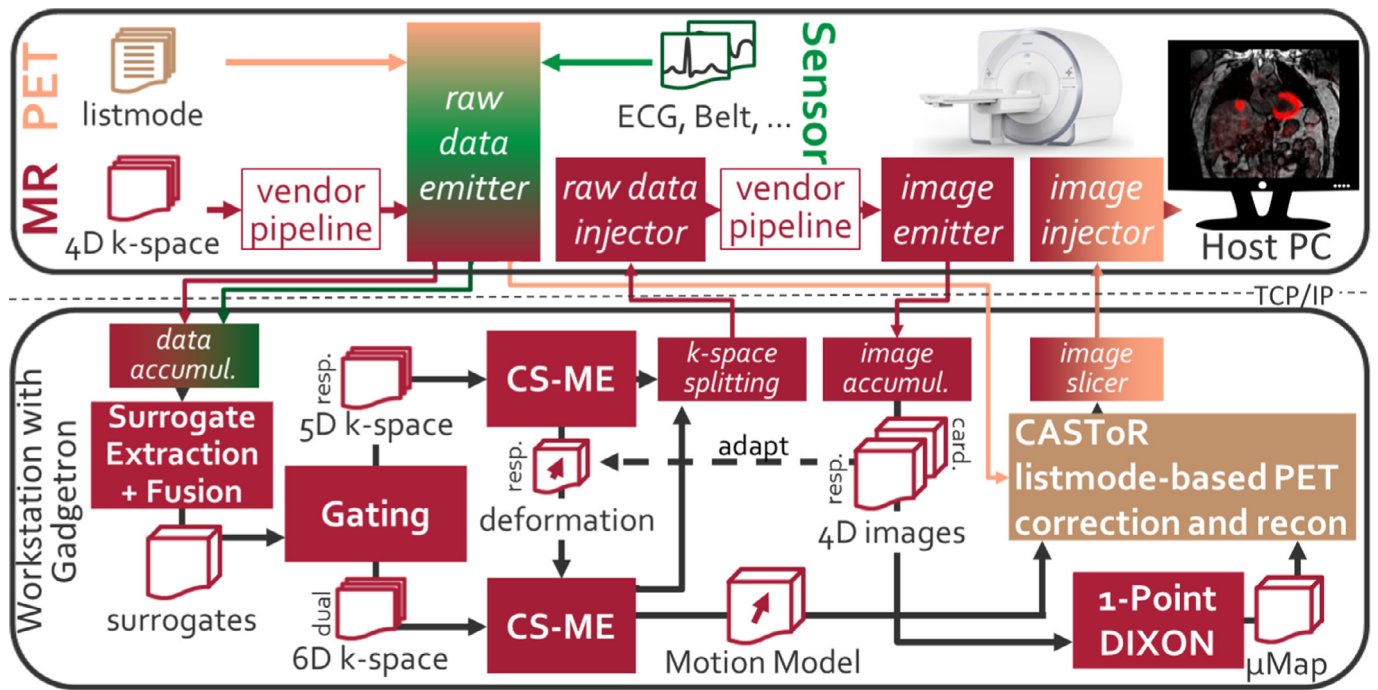 PET
listmode
MR
4D k-space
vendor
pipeline
raw
data
emitter
ECG, Belt, ...
Sensor
raw data
injector
vendor
pipeline
image
emitter
image
injector
Host PC
TCP/IP
Workstation with
Gadgetron
data
accumul.
Surrogate
Extraction
+ Fusion
surrogates
resp.
5D k-space
Gating
dual
6D k-space
CS-ME
resp.
deformation
CS-ME
k-space
splitting
adapt
Motion Model
image
accumul.
resp.
card.
4D images
image
slicer
CASToR
listmode-based PET
correction and recon
1-Point
DIXON
µMap